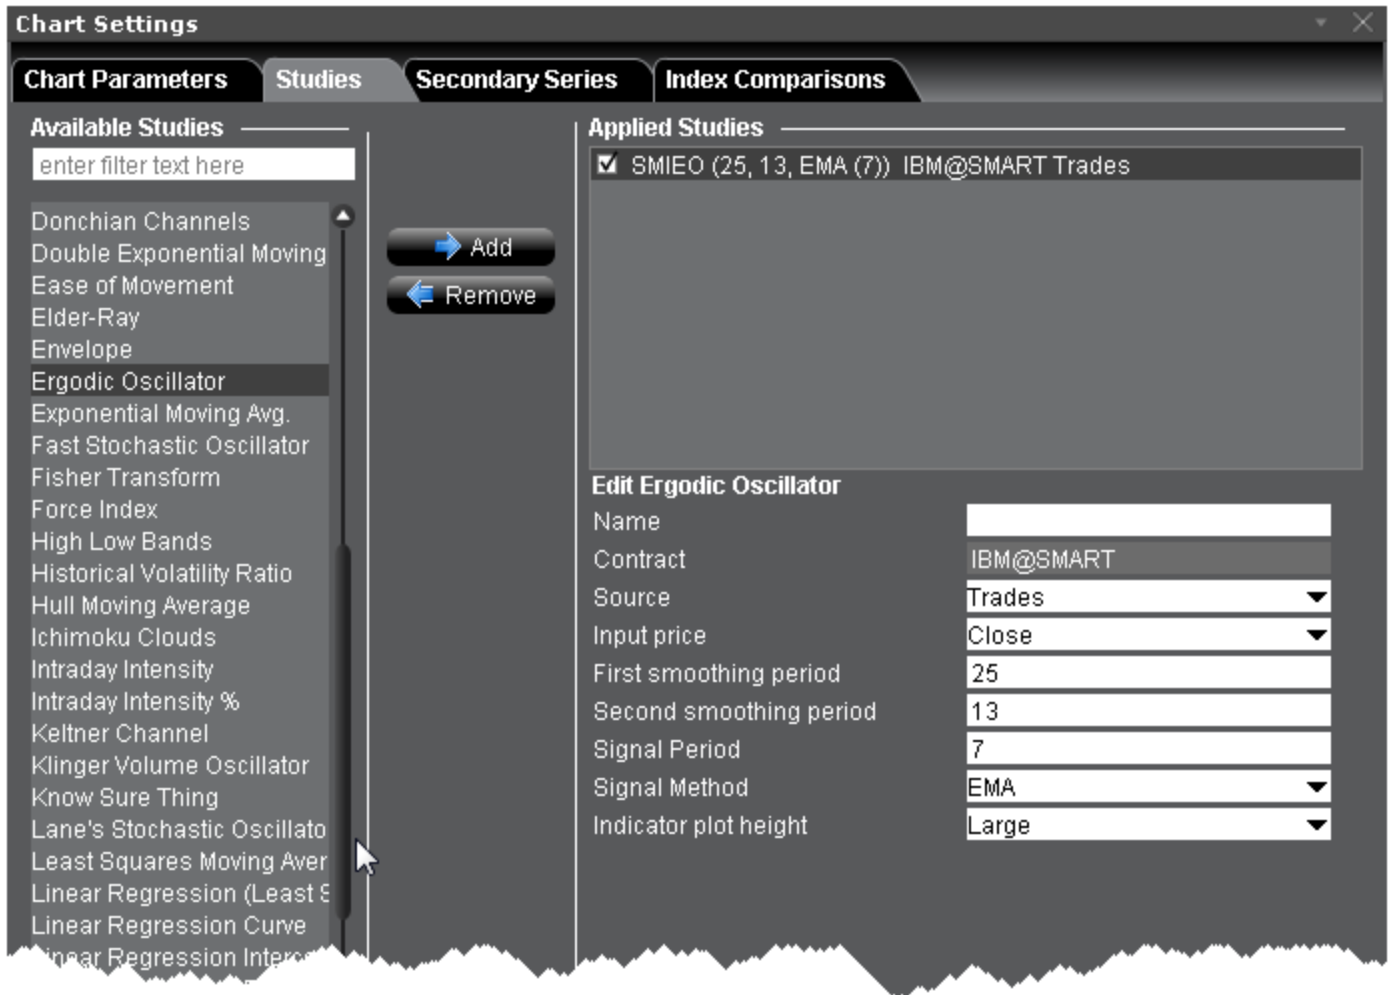 Chart Settings
Chart Parameters
Studies
Secondary Series
Index Comparisons
Available Studies
enter filter text here
Donchian Channels
Double Exponential Moving
Ease of Movement
Elder-Ray
Envelope
Ergodic Oscillator
Exponential Moving Avg.
Fast Stochastic Oscillator
Fisher Transform
Force Index
High Low Bands
Historical Volatility Ratio
Hull Moving Average
Ichimoku Clouds
Intraday Intensity
Intraday Intensity %
Keltner Channel
Klinger Volume Oscillator
Know Sure Thing
Lane's Stochastic Oscillato
Least Squares Moving Aver
Linear Regression (Least S
Linear Regression Curve
Linear Regression Interc
Add
Remove
Applied Studies
SMIEO (25, 13, EMA (7)) IBM@SMART Trades
Edit Ergodic Oscillator
Name
Contract IBM@SMART
Source Trades
Input price Close
First smoothing period 25
Second smoothing period 13
Signal Period 7
Signal Method EMA
Indicator plot height Large